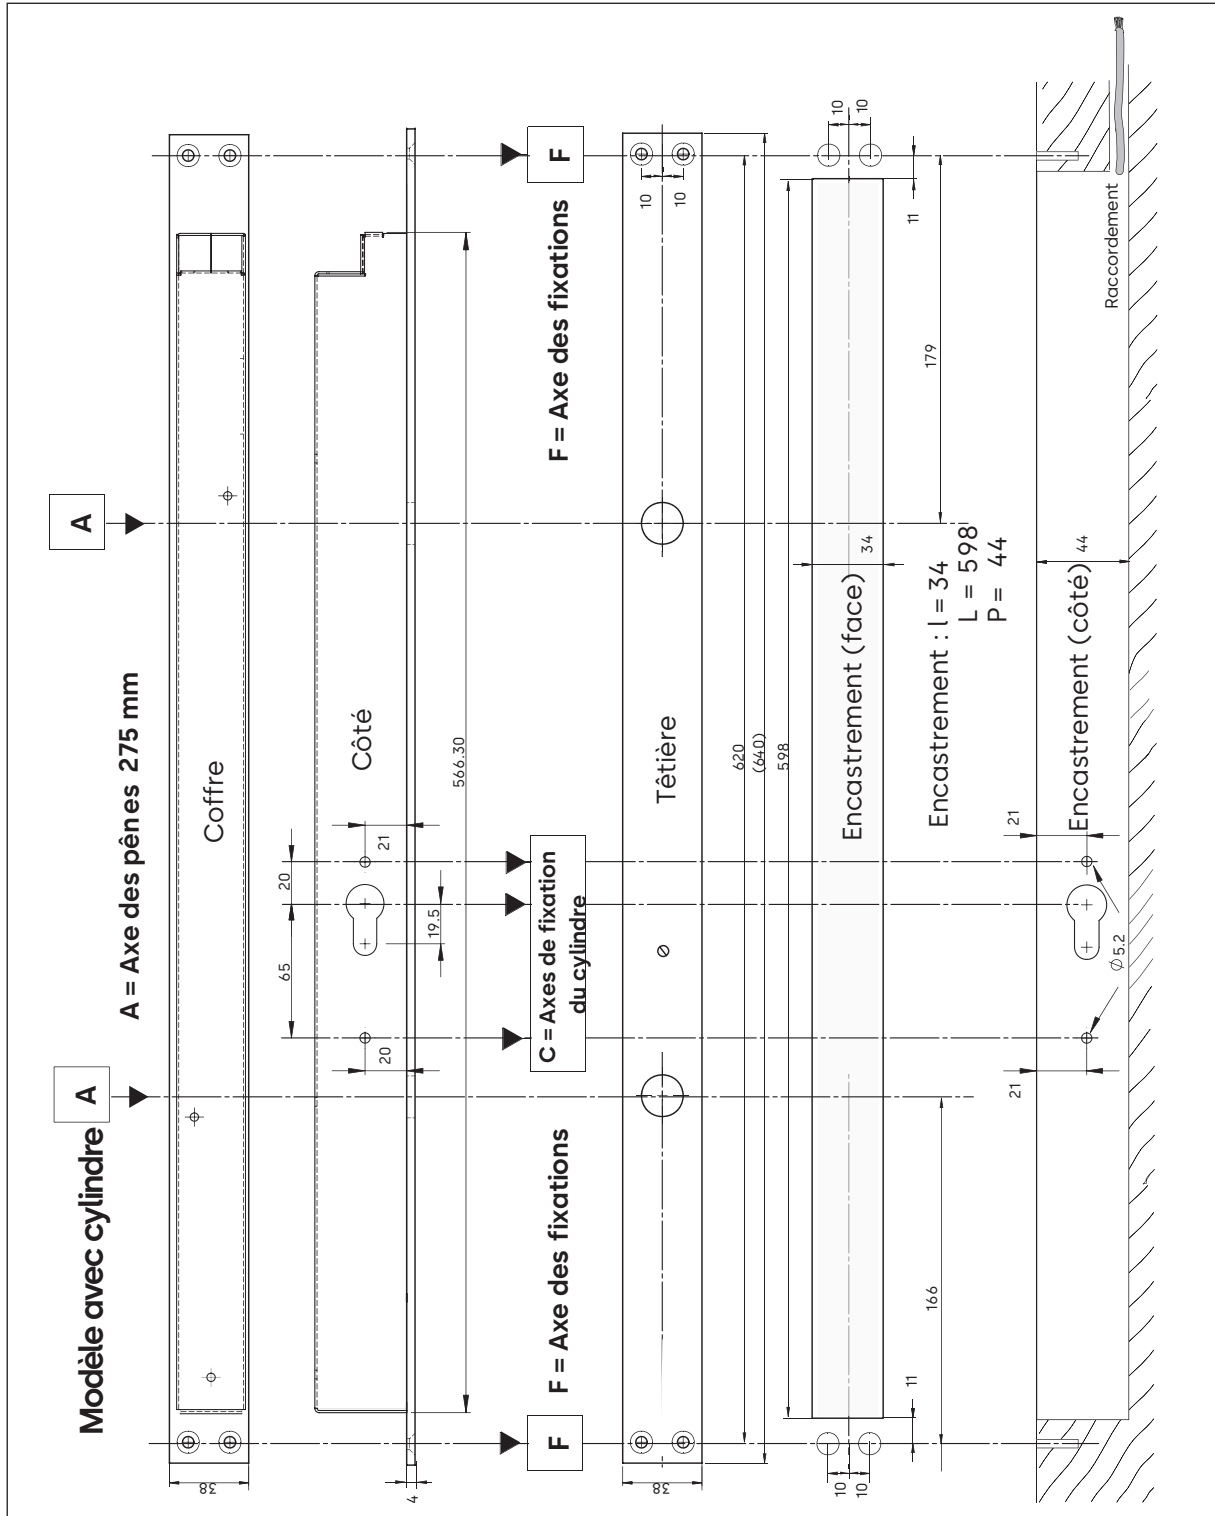 Modèle avec cylindre
A = Axe des pênes 275 mm
A
A
Coffre
38
Côté
65
20
21
20
19.5
566.30
4
F = Axe des fixations
F
F = Axe des fixations
F
C = Axes de fixation
du cylindre
Têtière
10
10
38
620
(640)
598
Encastrement (face)
34
10
10
10
10
11
11
179
166
Encastrement : l = 34
L = 598
P = 44
Encastrement (côté)
44
21
21
Ø 5.2
Raccordement